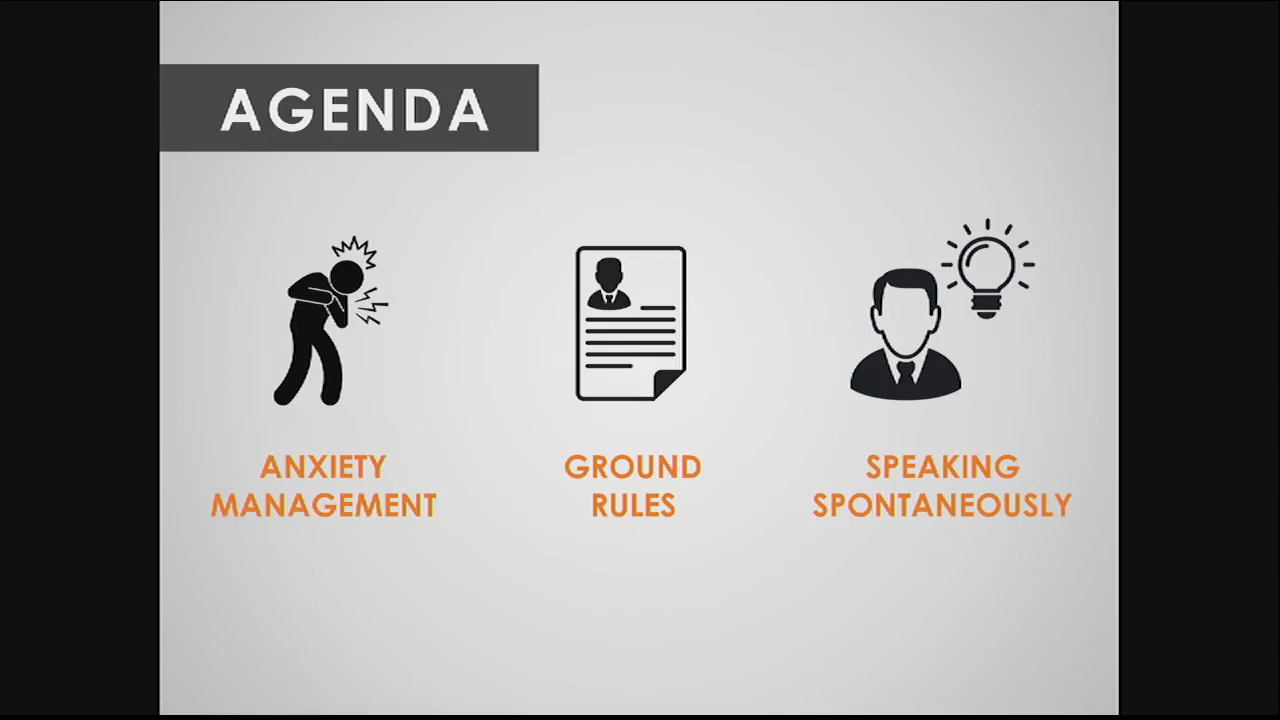 AGENDA
ANXIETY
MANAGEMENT
GROUND
RULES
SPEAKING
SPONTANEOUSLY